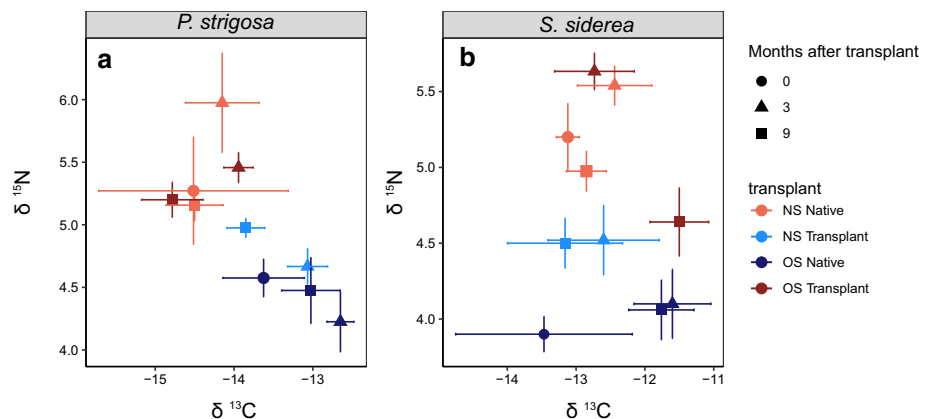 P. strigosa
S. siderea
a
b
6.0
5.5
5.0
4.5
4.0
δ 15N
−15
−14
−13
δ 13C
5.5
5.0
4.5
4.0
δ 15N
−14
−13
−12
−11
δ 13C
Months after transplant
0
3
9
transplant
NS Native
NS Transplant
OS Native
OS Transplant